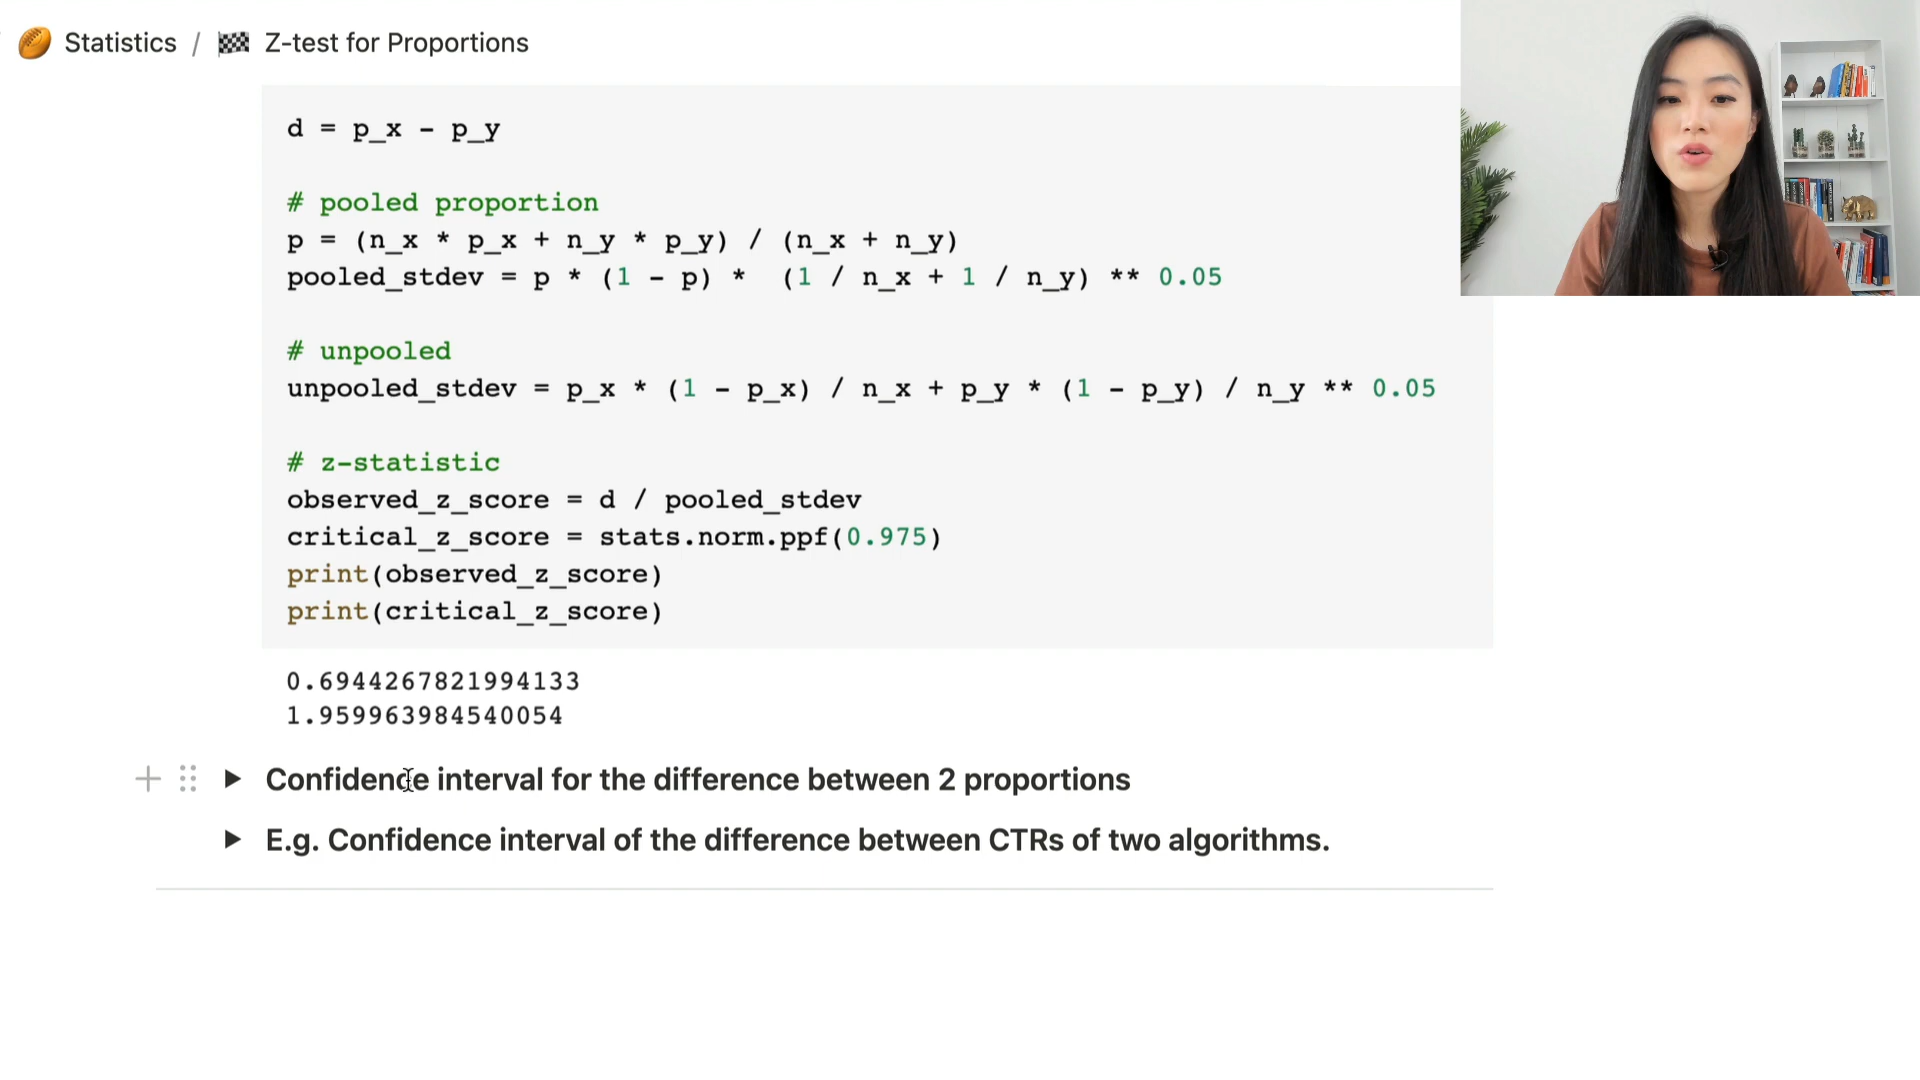 Statistics / Z-test for Proportions
d = p_x - p_y
# pooled proportion
p = (n_x * p_x + n_y * p_y) / (n_x + n_y)
pooled_stdev = p * (1 - p) *  (1 / n_x + 1 / n_y) ** 0.05
# unpooled
unpooled_stdev = p_x * (1 - p_x) / n_x + p_y * (1 - p_y) / n_y ** 0.05
# z-statistic
observed_z_score = d / pooled_stdev
critical_z_score = stats.norm.ppf(0.975)
print(observed_z_score)
print(critical_z_score)
0.6944267821994133
1.959963984540054
Confidence interval for the difference between 2 proportions
E.g. Confidence interval of the difference between CTRs of two algorithms.